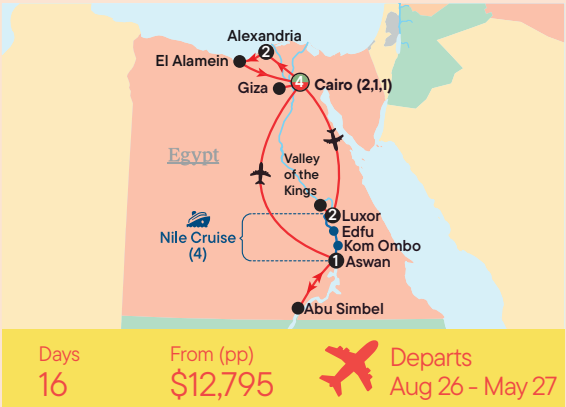 Alexandria
2
El Alamein
4
Cairo (2,1,1)
Giza
Egypt
Valley
of the
Kings
2
Luxor
Edfu
Nile Cruise
(4)
Kom Ombo
1
Aswan
Abu Simbel
Days
16
From (pp)
$12,795
Departs
Aug 26 - May 27